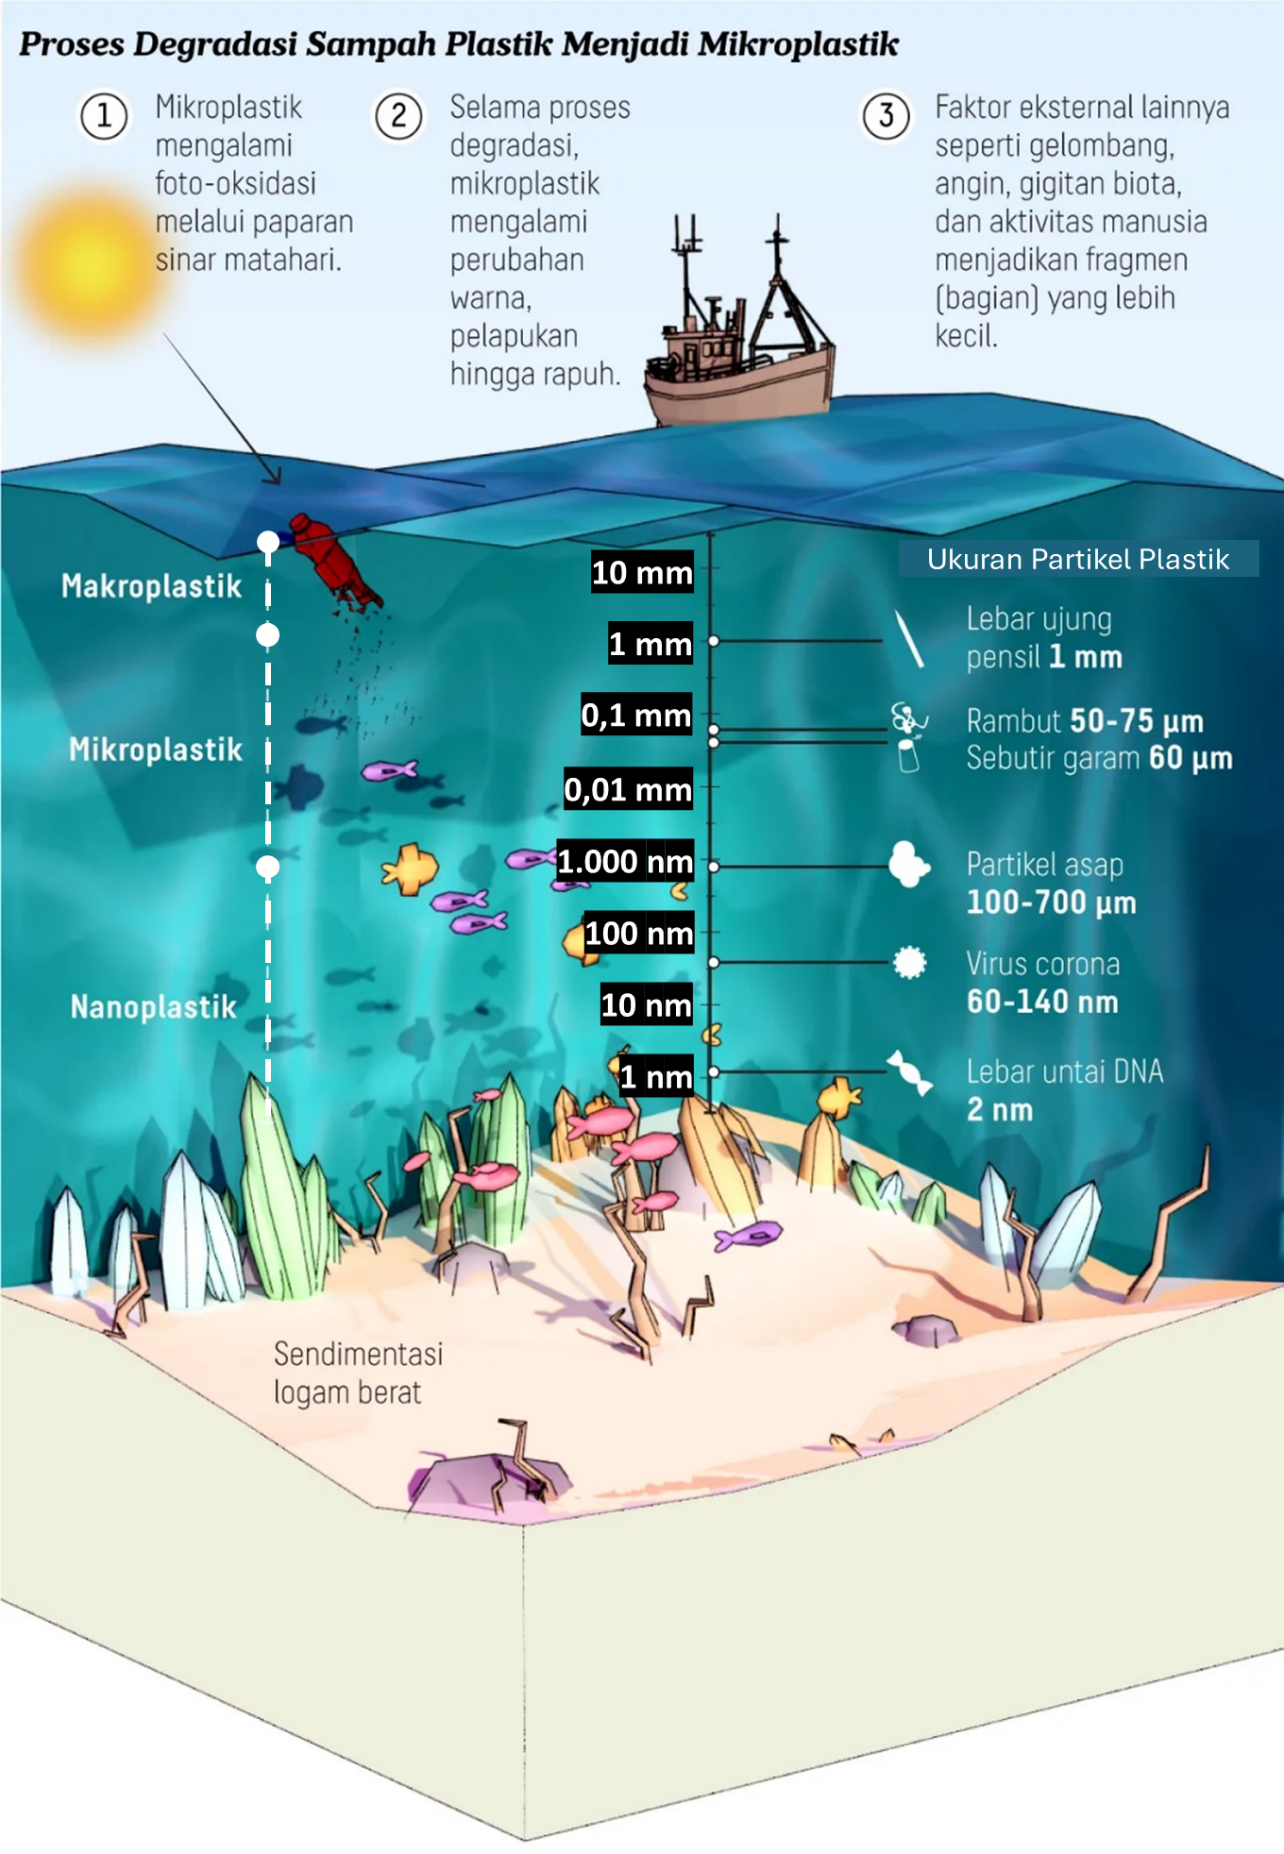 Proses Degradasi Sampah Plastik Menjadi Mikroplastik
1
Mikroplastik
mengalami
foto-oksidasi
melalui paparan
sinar matahari.
2
Selama proses
degradasi,
mikroplastik
mengalami
perubahan
warna,
pelapukan
hingga rapuh.
3
Faktor eksternal lainnya
seperti gelombang,
angin, gigitan biota,
dan aktivitas manusia
menjadikan fragmen
(bagian) yang lebih
kecil.
Makroplastik
Mikroplastik
Nanoplastik
10 mm
1 mm
0,1 mm
0,01 mm
1.000 nm
100 nm
10 nm
1 nm
Ukuran Partikel Plastik
Lebar ujung
pensil 1 mm
Rambut 50-75 µm
Sebutir garam 60 µm
Partikel asap
100-700 µm
Virus corona
60-140 nm
Lebar untai DNA
2 nm
Sendimentasi
logam berat